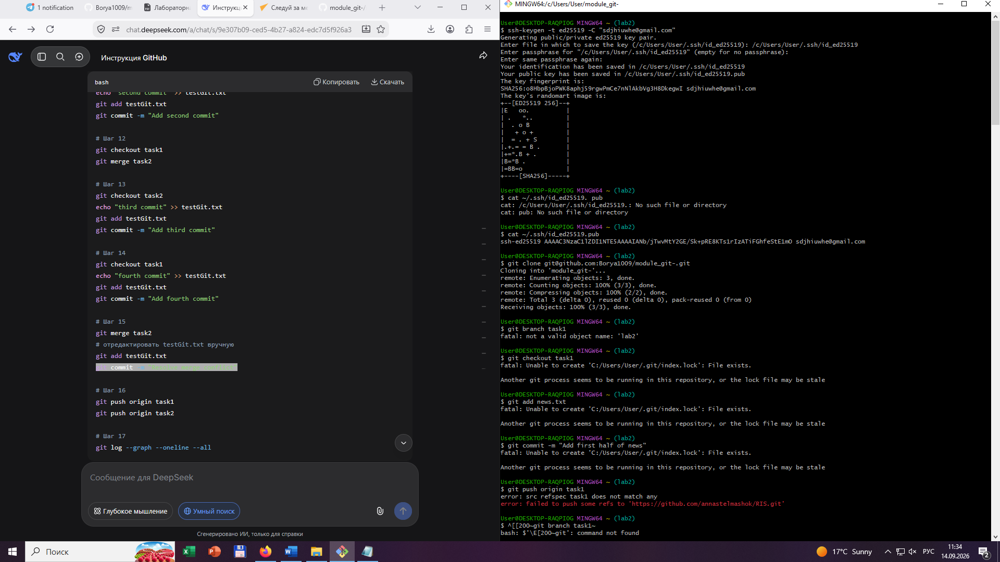 1 notification
Borya1009/m
Лаборатор
Инструкц
Следуй за ме
module_git-/
chat.deepseek.com/a/chat/s/9e307b09-ced5-4b27-a824-edc7d5f926a3
Инструкция GitHub
bash
Копировать
Скачать
echo "second commit" >> testGit.txt
git add testGit.txt
git commit -m "Add second commit"
# Шаг 12
git checkout task1
git merge task2
# Шаг 13
git checkout task2
echo "third commit" >> testGit.txt
git add testGit.txt
git commit -m "Add third commit"
# Шаг 14
git checkout task1
echo "fourth commit" >> testGit.txt
git add testGit.txt
git commit -m "Add fourth commit"
# Шаг 15
git merge task2
# отредактировать testGit.txt вручную
git add testGit.txt
commit -m
# Шаг 16
git push origin task1
git push origin task2
# Шаг 17
git log --graph --oneline --all
Сообщение для DeepSeek
Глубокое мышление
Умный поиск
Сгенерировано ИИ, только для справки
MINGW64:/c/Users/User/module_git-
User@DESKTOP-RAQPIOG MINGW64 ~ (lab2)
$ ssh-keygen -t ed25519 -C "sdjhiuwhe@gmail.com"
Generating public/private ed25519 key pair.
Enter file in which to save the key (/c/Users/User/.ssh/id_ed25519): /c/Users/User/.ssh/id_ed25519
Enter passphrase for "/c/Users/User/.ssh/id_ed25519" (empty for no passphrase):
Enter same passphrase again:
Your identification has been saved in /c/Users/User/.ssh/id_ed25519
Your public key has been saved in /c/Users/User/.ssh/id_ed25519.pub
The key fingerprint is:
SHA256:o8HbpBjoPWK8aphj59rgwPmCe7nNlAkbVg3H8DkegwI sdjhiuwhe@gmail.com
The key's randomart image is:
+--[ED25519 256]--+
|E   oo.          |
| .   *..         |
|  . o B          |
|   + o +         |
|  = . + S        |
|.+.= = B .       |
|+=*.B + .        |
|B=*B .           |
|=BB=o            |
+----[SHA256]-----+
User@DESKTOP-RAQPIOG MINGW64 ~ (lab2)
$ cat ~/.ssh/id_ed25519. pub
cat: /c/Users/User/.ssh/id_ed25519.: No such file or directory
cat: pub: No such file or directory
User@DESKTOP-RAQPIOG MINGW64 ~ (lab2)
$ cat ~/.ssh/id_ed25519.pub
ssh-ed25519 AAAAC3NzaC1lZDI1NTE5AAAAIANb/jTwvMtY2GE/Sk+pRE8KTs1rIzATiFGhfeStE1mO sdjhiuwhe@gmail.com
User@DESKTOP-RAQPIOG MINGW64 ~ (lab2)
$ git clone git@github.com:Borya1009/module_git-.git
Cloning into 'module_git-'...
remote: Enumerating objects: 3, done.
remote: Counting objects: 100% (3/3), done.
remote: Compressing objects: 100% (2/2), done.
remote: Total 3 (delta 0), reused 0 (delta 0), pack-reused 0 (from 0)
Receiving objects: 100% (3/3), done.
User@DESKTOP-RAQPIOG MINGW64 ~ (lab2)
$ git branch task1
fatal: not a valid object name: 'lab2'
User@DESKTOP-RAQPIOG MINGW64 ~ (lab2)
$ git checkout task1
fatal: Unable to create 'C:/Users/User/.git/index.lock': File exists.
Another git process seems to be running in this repository, or the lock file may be stale
User@DESKTOP-RAQPIOG MINGW64 ~ (lab2)
$ git add news.txt
fatal: Unable to create 'C:/Users/User/.git/index.lock': File exists.
Another git process seems to be running in this repository, or the lock file may be stale
User@DESKTOP-RAQPIOG MINGW64 ~ (lab2)
$ git commit -m "Add first half of news"
fatal: Unable to create 'C:/Users/User/.git/index.lock': File exists.
Another git process seems to be running in this repository, or the lock file may be stale
User@DESKTOP-RAQPIOG MINGW64 ~ (lab2)
$ git push origin task1
error: src refspec task1 does not match any
error: failed to push some refs to 'https://github.com/annastelmashok/RIS.git'
User@DESKTOP-RAQPIOG MINGW64 ~ (lab2)
$ ^[[200~git branch task1~
bash: $'\E[200~git': command not found
Поиск
17°C Sunny
РУС
11:34
14.09.2026
2